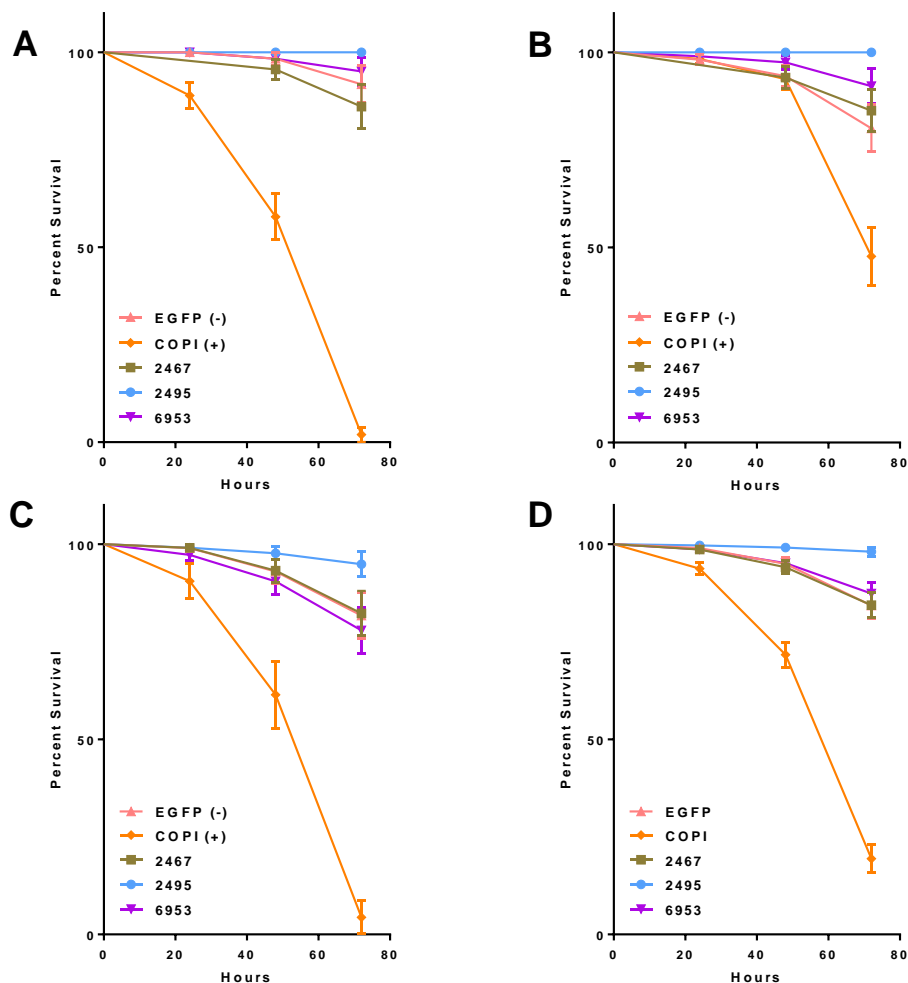 A
100
50
0
Percent Survival
EGFP (-)
COPI (+)
2467
2495
6953
0 20 40 60 80
Hours
B
100
50
0
Percent Survival
EGFP (-)
COPI (+)
2467
2495
6953
0 20 40 60 80
Hours
C
100
50
0
Percent Survival
EGFP (-)
COPI (+)
2467
2495
6953
0 20 40 60 80
Hours
D
100
50
0
Percent Survival
EGFP
COPI
2467
2495
6953
0 20 40 60 80
Hours